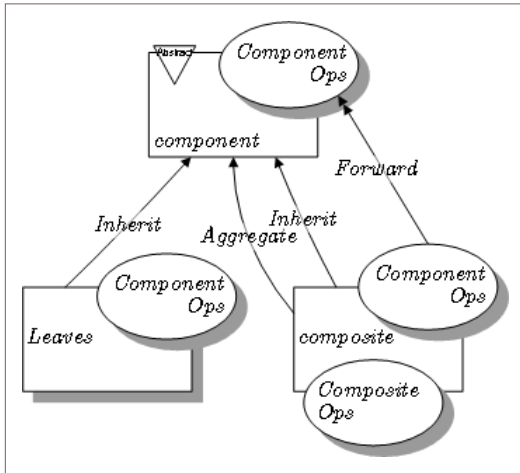 Abstract
Component
Ops
component
Forward
Inherit
Inherit
Aggregate
Component
Ops
Component
Ops
Leaves
composite
Composite
Ops